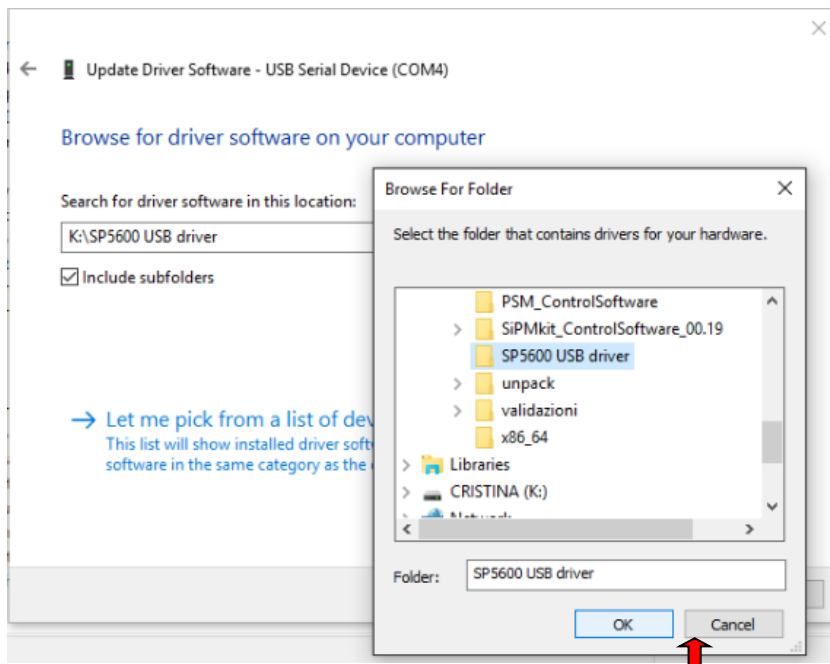 Update Driver Software - USB Serial Device (COM4)
Browse for driver software on your computer
Search for driver software in this location:
K:\SP5600 USB driver
Include subfolders
Let me pick from a list of
This list will show installed driver
software in the same category as the
Browse For Folder
Select the folder that contains drivers for your hardware.
PSM_ControlSoftware
SiPMkit_ControlSoftware_00.19
SP5600 USB driver
unpack
validazioni
x86_64
Libraries
CRISTINA (K:)
Folder:
SP5600 USB driver
OK
Cancel